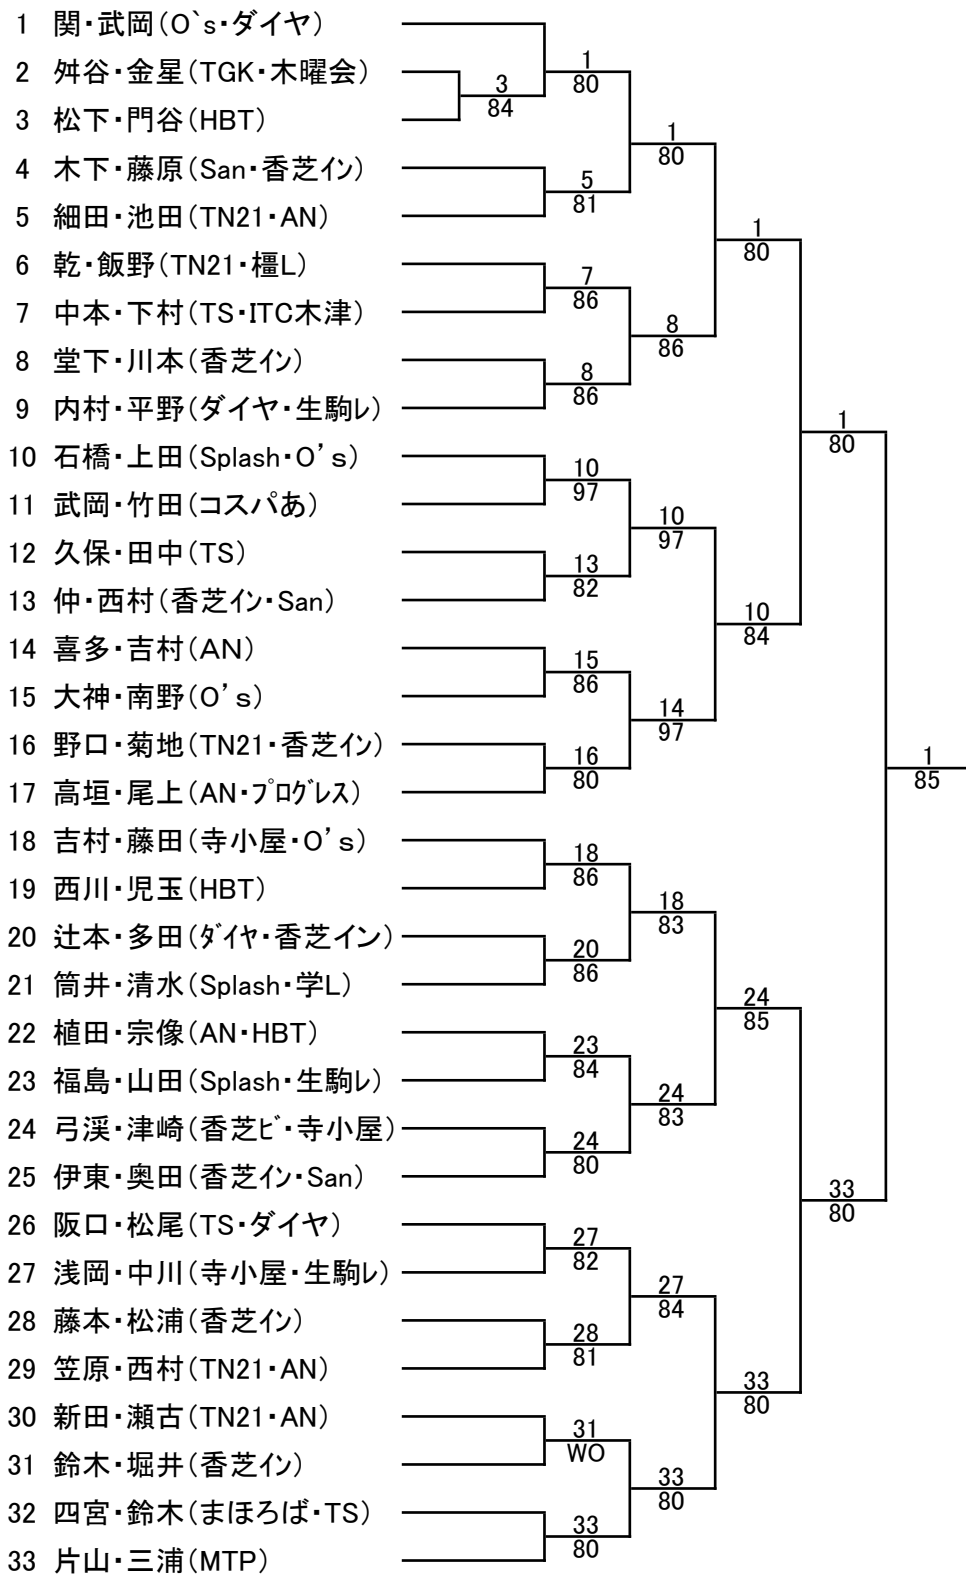 1 関・武岡(O`s・ダイヤ)
2 舛谷・金星(TGK・木曜会)
3 松下・門谷(HBT)
4 木下・藤原(San・香芝イン)
5 細田・池田(TN21・AN)
6 乾・飯野(TN21・橿L)
7 中本・下村(TS・ITC木津)
8 堂下・川本(香芝イン)
9 内村・平野(ダイヤ・生駒レ)
10 石橋・上田(Splash・O’s)
11 武岡・竹田(コスパあ)
12 久保・田中(TS)
13 仲・西村(香芝イン・San)
14 喜多・吉村(AN)
15 大神・南野(O’s)
16 野口・菊地(TN21・香芝イン)
17 高垣・尾上(AN・プログレス)
18 吉村・藤田(寺小屋・O’s)
19 西川・児玉(HBT)
20 辻本・多田(ダイヤ・香芝イン)
21 筒井・清水(Splash・学L)
22 植田・宗像(AN・HBT)
23 福島・山田(Splash・生駒レ)
24 弓渓・津崎(香芝ビ・寺小屋)
25 伊東・奥田(香芝イン・San)
26 阪口・松尾(TS・ダイヤ)
27 浅岡・中川(寺小屋・生駒レ)
28 藤本・松浦(香芝イン)
29 笠原・西村(TN21・AN)
30 新田・瀬古(TN21・AN)
31 鈴木・堀井(香芝イン)
32 四宮・鈴木(まほろば・TS)
33 片山・三浦(MTP)
3
84
1
80
5
81
7
86
8
86
10
97
13
82
15
86
16
80
18
86
20
86
23
84
24
80
27
82
28
81
31
WO
33
80
1
80
8
86
10
97
14
97
18
83
24
83
27
84
33
80
1
80
10
84
24
85
33
80
1
80
33
80
1
85